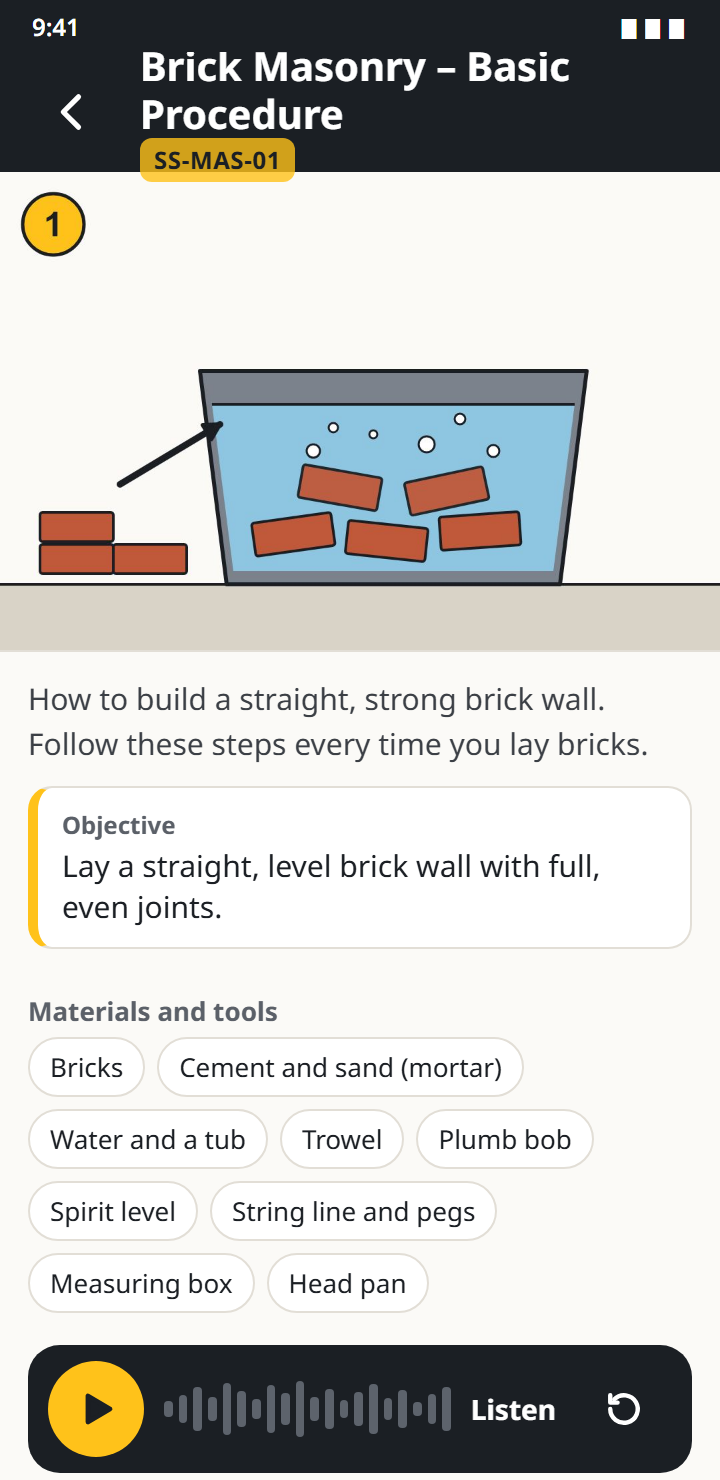 9:41
Brick Masonry – Basic
Procedure
SS-MAS-01
1
How to build a straight, strong brick wall.
Follow these steps every time you lay bricks.
Objective
Lay a straight, level brick wall with full,
even joints.
Materials and tools
Bricks
Cement and sand (mortar)
Water and a tub
Trowel
Plumb bob
Spirit level
String line and pegs
Measuring box
Head pan
Listen